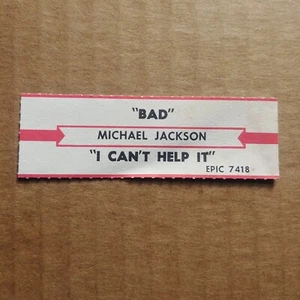 "BAD"
MICHAEL JACKSON
"I CAN'T HELP IT"
EPIC 7418